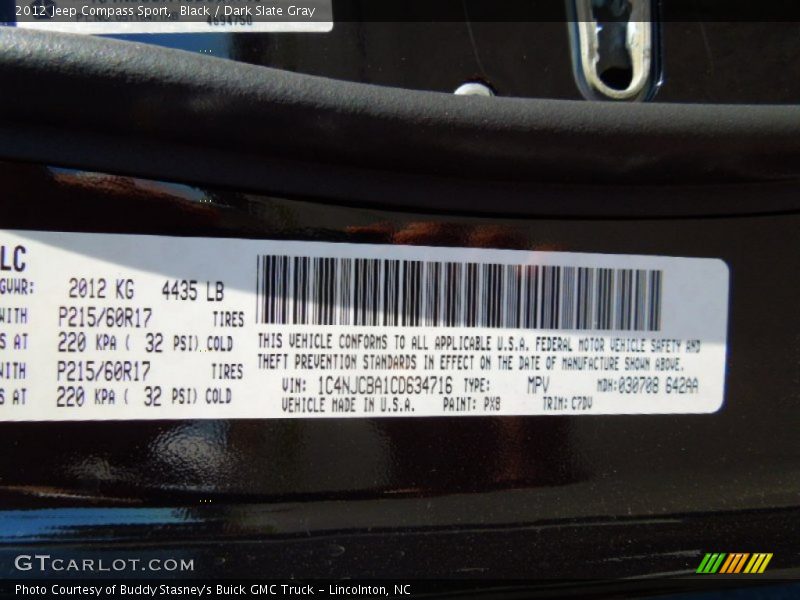 2012 Jeep Compass Sport, Black / Dark Slate Gray
LC
GVWR: 2012 KG 4435 LB
WITH P215/60R17 TIRES
S AT 220 KPA ( 32 PSI) COLD
WITH P215/60R17 TIRES
S AT 220 KPA ( 32 PSI) COLD
THIS VEHICLE CONFORMS TO ALL APPLICABLE U.S.A. FEDERAL MOTOR VEHICLE SAFETY AND
THEFT PREVENTION STANDARDS IN EFFECT ON THE DATE OF MANUFACTURE SHOWN ABOVE.
VIN: 1C4NJCBA1CD634716 TYPE: MPV MDH:030708 642AA
VEHICLE MADE IN U.S.A. PAINT: PX8 TRIM: C7DV
GTCARLOT.COM
Photo Courtesy of Buddy Stasney's Buick GMC Truck - Lincolnton, NC